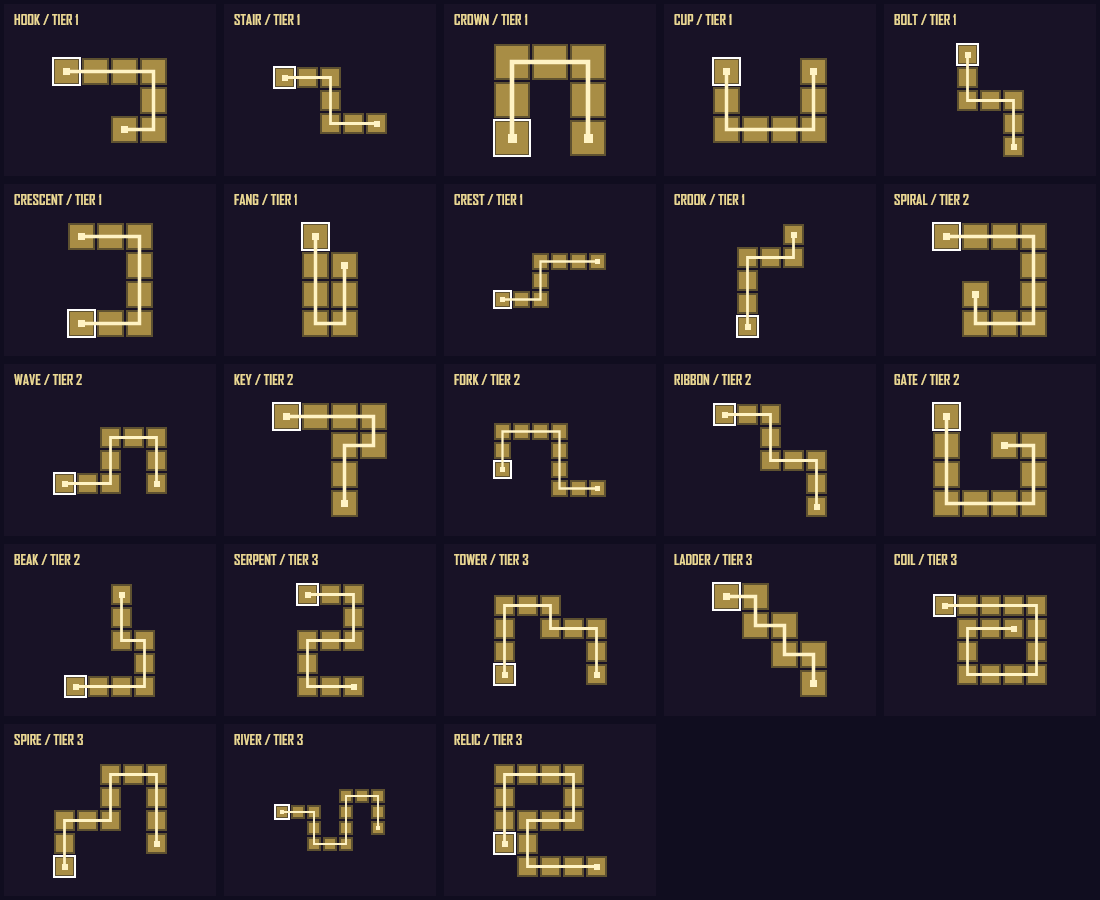 HOOK / TIER 1
STAIR / TIER 1
CROWN / TIER 1
CUP / TIER 1
BOLT / TIER 1
CRESCENT / TIER 1
FANG / TIER 1
CREST / TIER 1
CROOK / TIER 1
SPIRAL / TIER 2
WAVE / TIER 2
KEY / TIER 2
FORK / TIER 2
RIBBON / TIER 2
GATE / TIER 2
BEAK / TIER 2
SERPENT / TIER 3
TOWER / TIER 3
LADDER / TIER 3
COIL / TIER 3
SPIRE / TIER 3
RIVER / TIER 3
RELIC / TIER 3